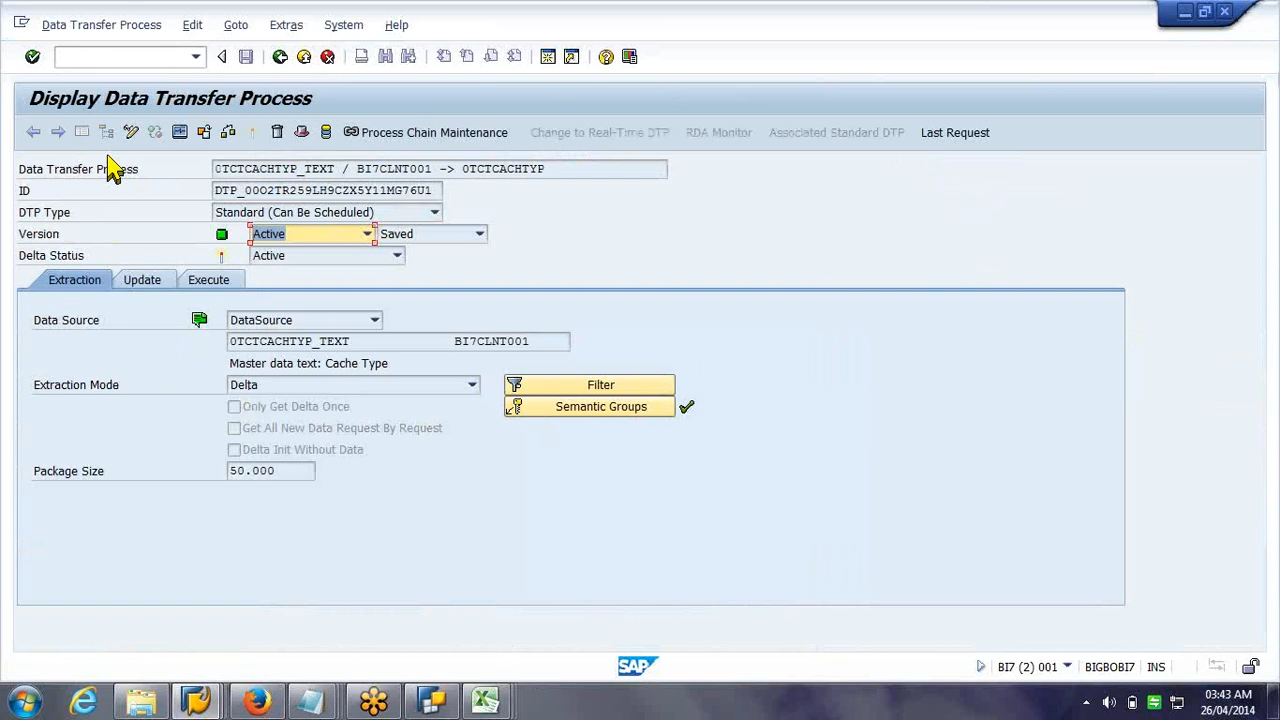 Data Transfer Process Edit Goto Extras System Help
Display Data Transfer Process
Process Chain Maintenance Change to Real-Time DTP RDA Monitor Associated Standard DTP Last Request
Data Transfer Process 0TCTCACHTYP_TEXT / BI7CLNT001 -> 0TCTCACHTYP
ID DTP_00O2TR259LH9CZX5Y11MG76U1
DTP Type Standard (Can Be Scheduled)
Version Active Saved
Delta Status Active
Extraction Update Execute
Data Source DataSource
0TCTCACHTYP_TEXT BI7CLNT001
Master data text: Cache Type
Extraction Mode Delta Filter
Only Get Delta Once Semantic Groups
Get All New Data Request By Request
Delta Init Without Data
Package Size 50.000
SAP BI7 (2) 001 BIGBOBI7 INS
03:43 AM
26/04/2014